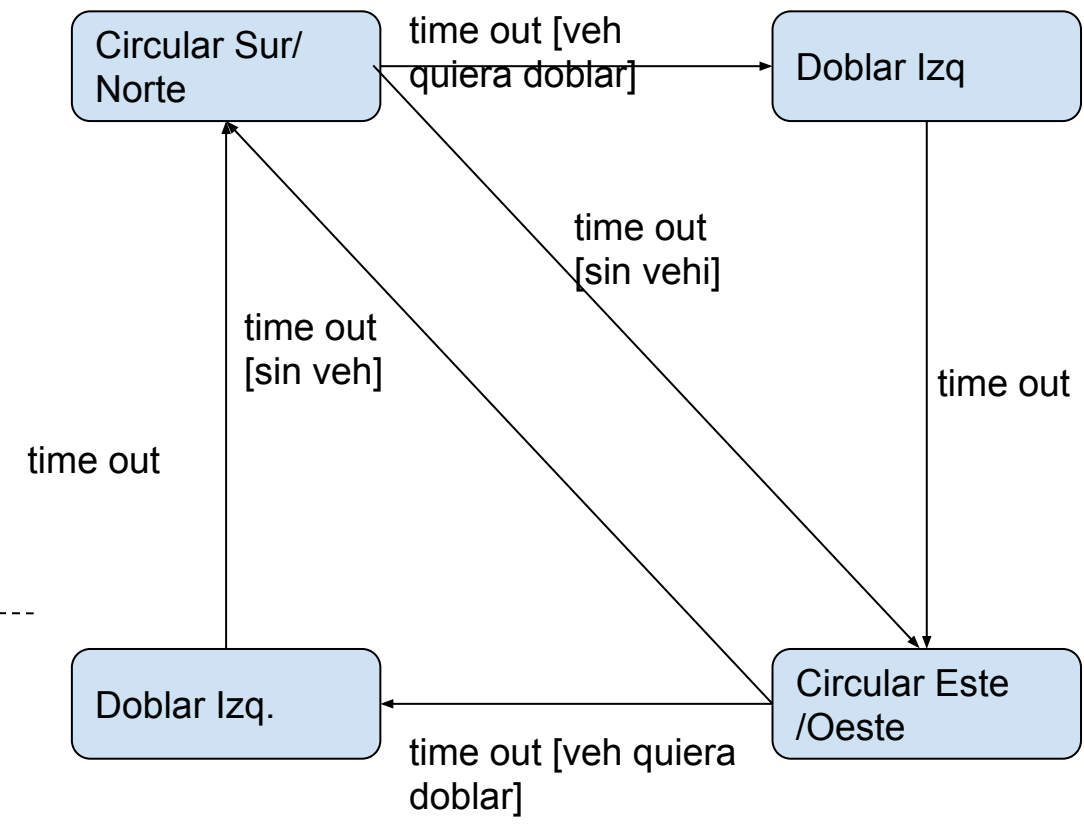 Circular Sur/
Norte
time out [veh
quiera doblar]
Doblar Izq
time out
[sin vehi]
time out
[sin veh]
time out
time out
Doblar Izq.
time out [veh quiera
doblar]
Circular Este
/Oeste